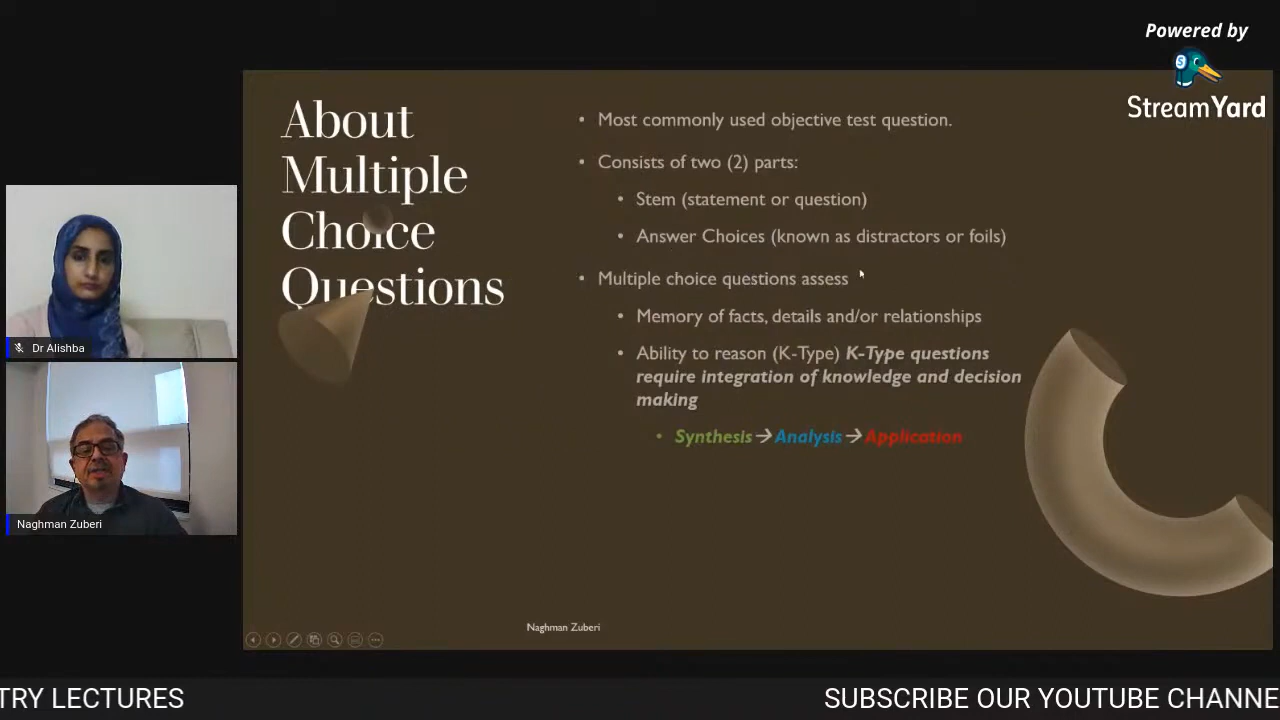 Powered by
StreamYard
About
Multiple
Choice
Questions
• Most commonly used objective test question.
• Consists of two (2) parts:
• Stem (statement or question)
• Answer Choices (known as distractors or foils)
• Multiple choice questions assess
• Memory of facts, details and/or relationships
• Ability to reason (K-Type) K-Type questions
require integration of knowledge and decision
making
• Synthesis→Analysis→Application
Dr Alishba
Naghman Zuberi
Naghman Zuberi
TRY LECTURES
SUBSCRIBE OUR YOUTUBE CHANNE